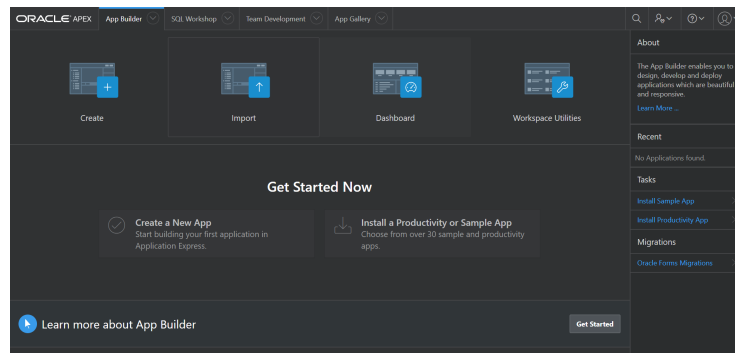 ORACLE APEX App Builder SQL Workshop Team Development App Gallery
Create Import Dashboard Workspace Utilities
Get Started Now
Create a New App
Start building your first application in
Application Express.
Install a Productivity or Sample App
Choose from over 30 sample and productivity
apps.
Learn more about App Builder Get Started
About
The App Builder enables you to
design, develop and deploy
applications which are beautiful
and responsive.
Learn More ...
Recent
No Applications found.
Tasks
Install Sample App
Install Productivity App
Migrations
Oracle Forms Migrations